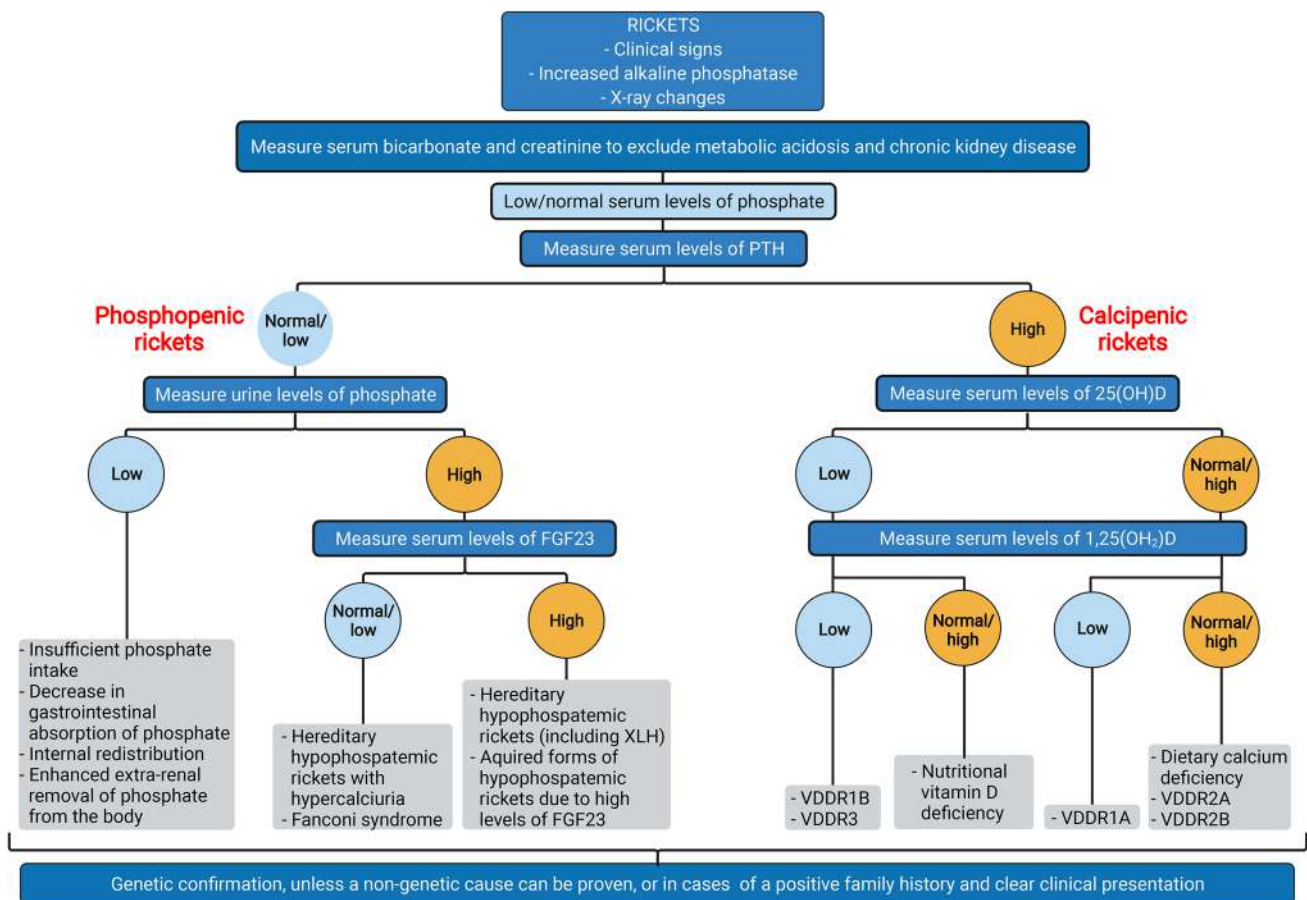 RICKETS
- Clinical signs
- Increased alkaline phosphatase
- X-ray changes
Measure serum bicarbonate and creatinine to exclude metabolic acidosis and chronic kidney disease
Low/normal serum levels of phosphate
Measure serum levels of PTH
Phosphopenic
rickets
Normal/
low
High
Calcipenic
rickets
Measure urine levels of phosphate
Measure serum levels of 25(OH)D
Low
High
Low
Normal/
high
Measure serum levels of FGF23
Measure serum levels of 1,25(OH₂)D
Normal/
low
High
Low
Normal/
high
Low
Normal/
high
- Insufficient phosphate
intake
- Decrease in
gastrointestinal
absorption of phosphate
- Internal redistribution
- Enhanced extra-renal
removal of phosphate
from the body
- Hereditary
hypophospatemic
rickets with
hypercalciuria
- Fanconi syndrome
- Hereditary
hypophospatemic
rickets (including XLH)
- Aquired forms of
hypophospatemic
rickets due to high
levels of FGF23
- VDDR1B
- VDDR3
- Nutritional
vitamin D
deficiency
- VDDR1A
- Dietary calcium
deficiency
- VDDR2A
- VDDR2B
Genetic confirmation, unless a non-genetic cause can be proven, or in cases of a positive family history and clear clinical presentation